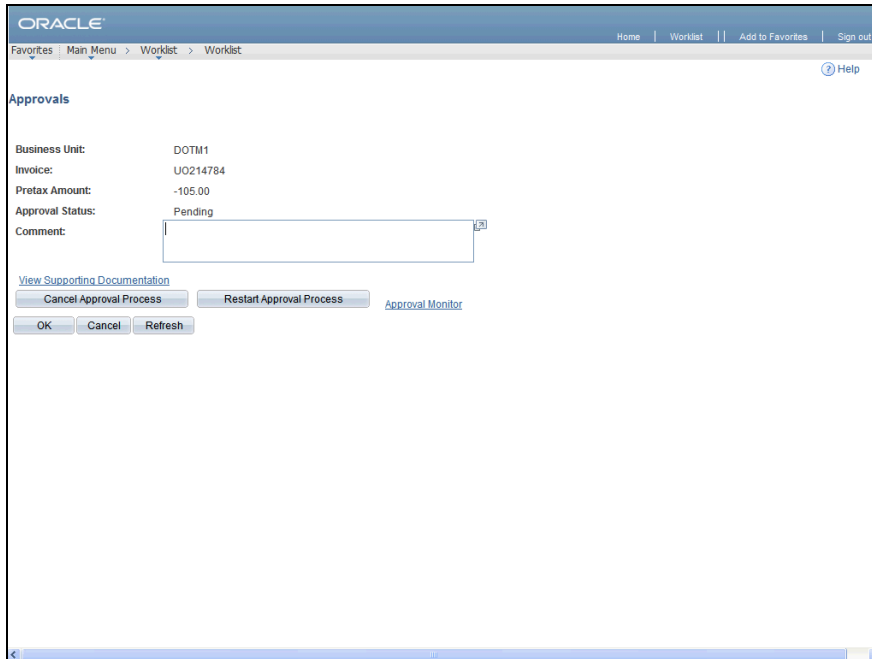 ORACLE
Home | Worklist || Add to Favorites | Sign out
Favorites | Main Menu > Worklist > Worklist
? Help
Approvals
Business Unit: DOTM1
Invoice: UO214784
Pretax Amount: -105.00
Approval Status: Pending
Comment:
View Supporting Documentation
Cancel Approval Process Restart Approval Process Approval Monitor
OK Cancel Refresh